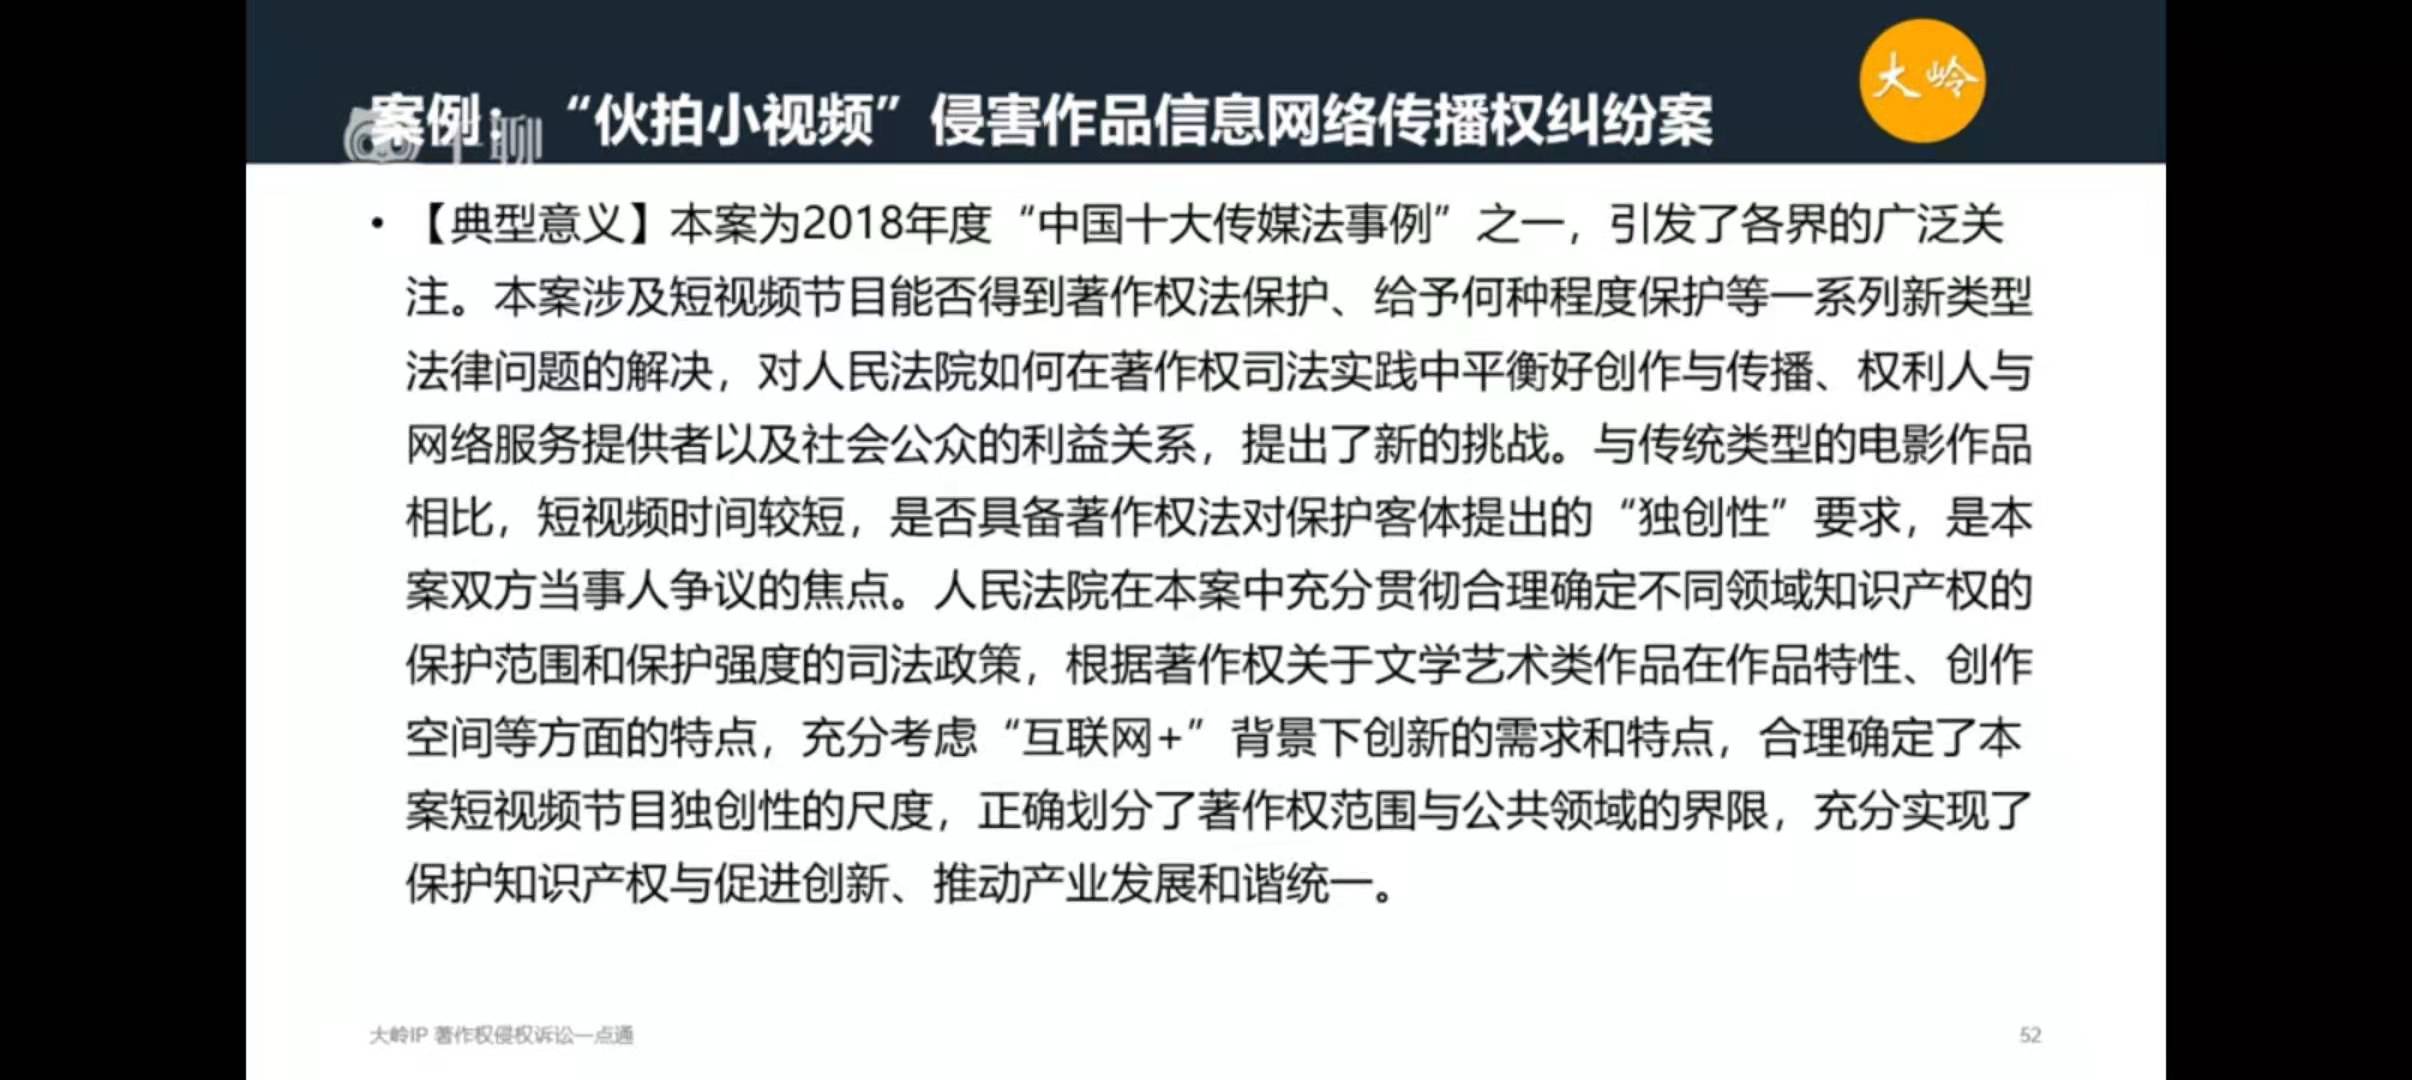 大岭
案例：“伙拍小视频”侵害作品信息网络传播权纠纷案
• 【典型意义】本案为2018年度“中国十大传媒法事例”之一，引发了各界的广泛关
注。本案涉及短视频节目能否得到著作权法保护、给予何种程度保护等一系列新类型
法律问题的解决，对人民法院如何在著作权司法实践中平衡好创作与传播、权利人与
网络服务提供者以及社会公众的利益关系，提出了新的挑战。与传统类型的电影作品
相比，短视频时间较短，是否具备著作权法对保护客体提出的“独创性”要求，是本
案双方当事人争议的焦点。人民法院在本案中充分贯彻合理确定不同领域知识产权的
保护范围和保护强度的司法政策，根据著作权关于文学艺术类作品在作品特性、创作
空间等方面的特点，充分考虑“互联网+”背景下创新的需求和特点，合理确定了本
案短视频节目独创性的尺度，正确划分了著作权范围与公共领域的界限，充分实现了
保护知识产权与促进创新、推动产业发展和谐统一。
大岭IP 著作权侵权诉讼一点通
52